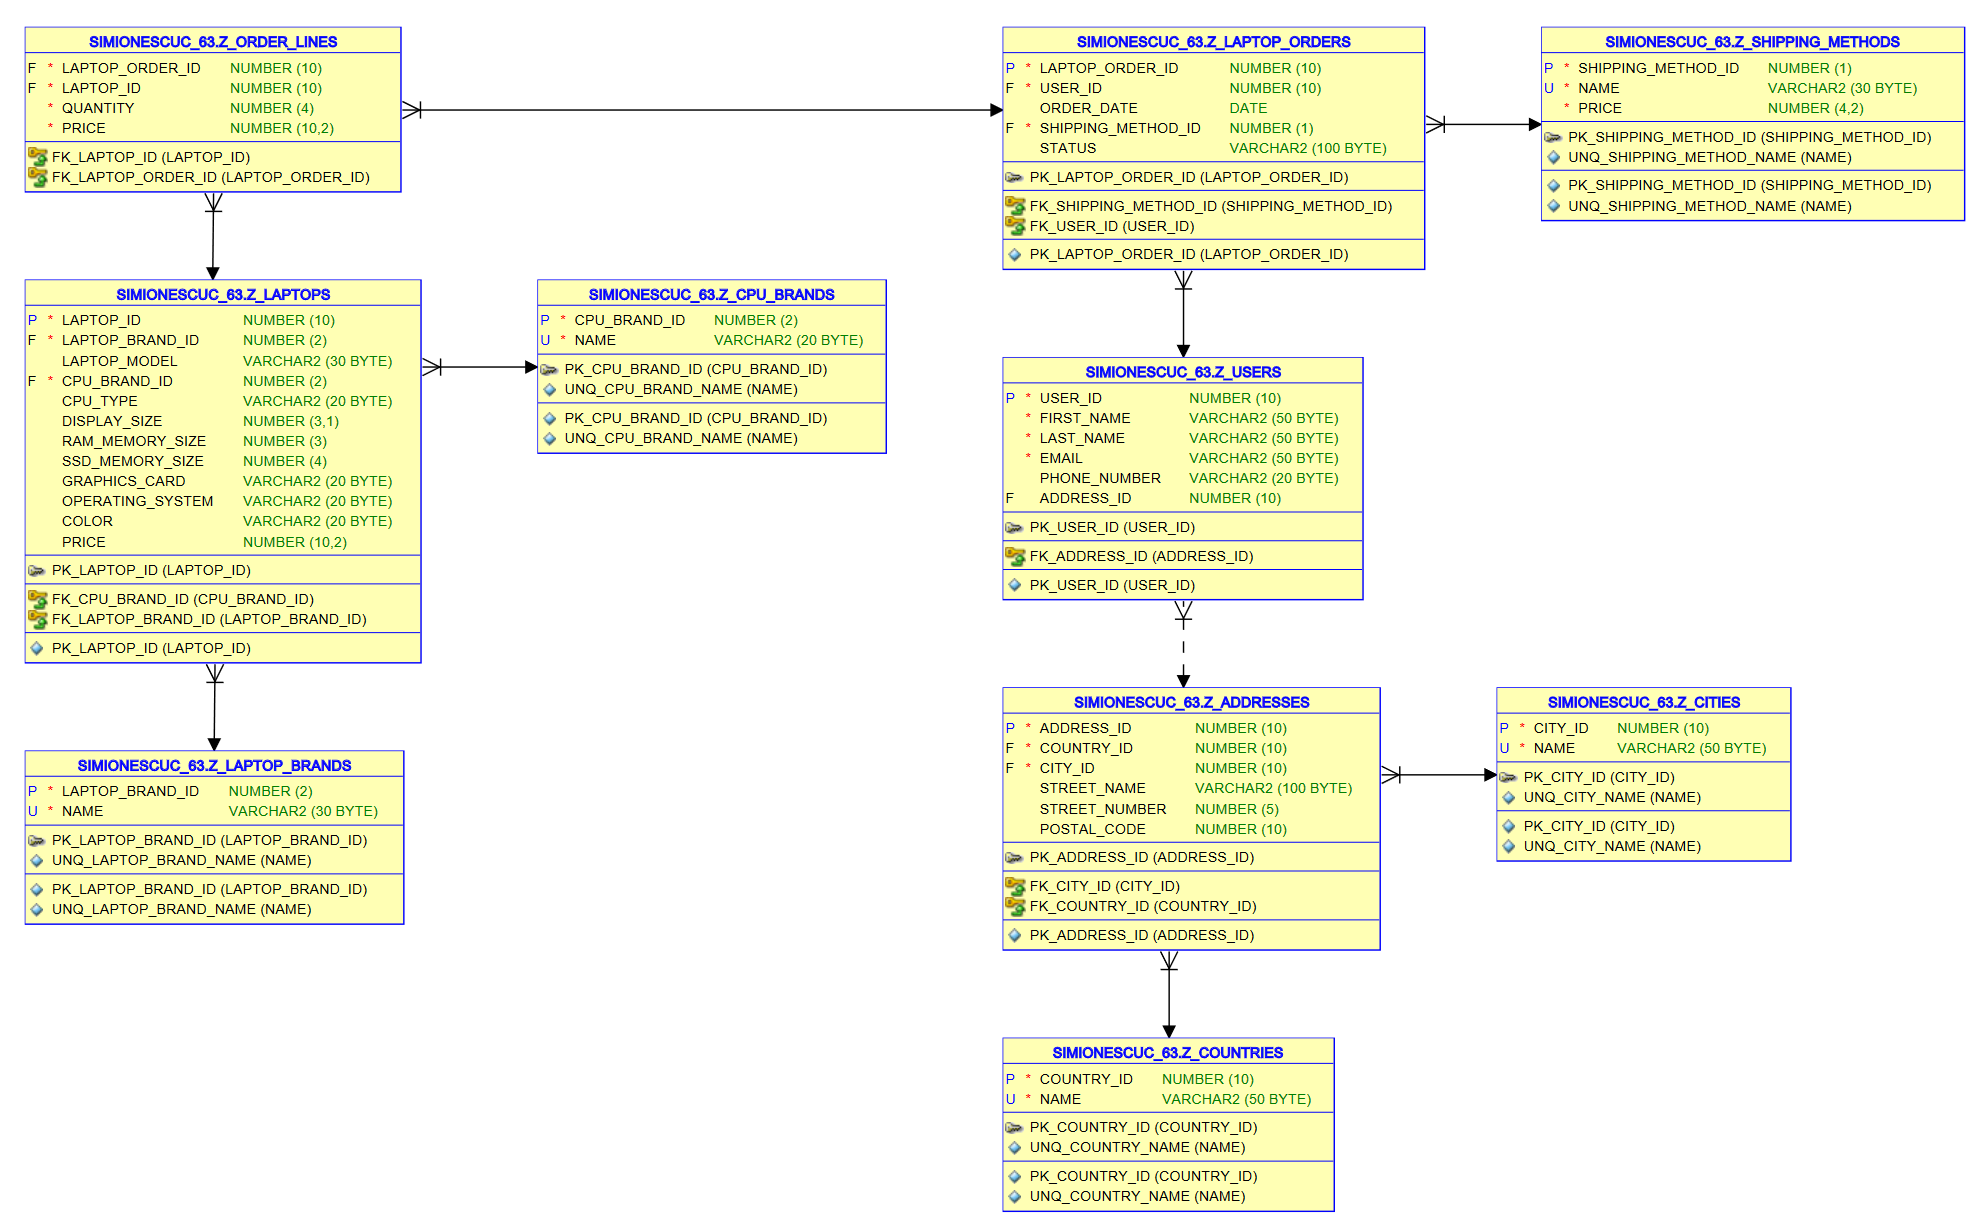 SIMIONESCUC_63.Z_ORDER_LINES
F * LAPTOP_ORDER_ID NUMBER (10)
F * LAPTOP_ID NUMBER (10)
* QUANTITY NUMBER (4)
* PRICE NUMBER (10,2)
FK_LAPTOP_ID (LAPTOP_ID)
FK_LAPTOP_ORDER_ID (LAPTOP_ORDER_ID)
SIMIONESCUC_63.Z_LAPTOP_ORDERS
P * LAPTOP_ORDER_ID NUMBER (10)
F * USER_ID NUMBER (10)
ORDER_DATE DATE
F * SHIPPING_METHOD_ID NUMBER (1)
STATUS VARCHAR2 (100 BYTE)
PK_LAPTOP_ORDER_ID (LAPTOP_ORDER_ID)
FK_SHIPPING_METHOD_ID (SHIPPING_METHOD_ID)
FK_USER_ID (USER_ID)
PK_LAPTOP_ORDER_ID (LAPTOP_ORDER_ID)
SIMIONESCUC_63.Z_SHIPPING_METHODS
P * SHIPPING_METHOD_ID NUMBER (1)
U * NAME VARCHAR2 (30 BYTE)
* PRICE NUMBER (4,2)
PK_SHIPPING_METHOD_ID (SHIPPING_METHOD_ID)
UNQ_SHIPPING_METHOD_NAME (NAME)
PK_SHIPPING_METHOD_ID (SHIPPING_METHOD_ID)
UNQ_SHIPPING_METHOD_NAME (NAME)
SIMIONESCUC_63.Z_LAPTOPS
P * LAPTOP_ID NUMBER (10)
F * LAPTOP_BRAND_ID NUMBER (2)
LAPTOP_MODEL VARCHAR2 (30 BYTE)
F * CPU_BRAND_ID NUMBER (2)
CPU_TYPE VARCHAR2 (20 BYTE)
DISPLAY_SIZE NUMBER (3,1)
RAM_MEMORY_SIZE NUMBER (3)
SSD_MEMORY_SIZE NUMBER (4)
GRAPHICS_CARD VARCHAR2 (20 BYTE)
OPERATING_SYSTEM VARCHAR2 (20 BYTE)
COLOR VARCHAR2 (20 BYTE)
PRICE NUMBER (10,2)
PK_LAPTOP_ID (LAPTOP_ID)
FK_CPU_BRAND_ID (CPU_BRAND_ID)
FK_LAPTOP_BRAND_ID (LAPTOP_BRAND_ID)
PK_LAPTOP_ID (LAPTOP_ID)
SIMIONESCUC_63.Z_CPU_BRANDS
P * CPU_BRAND_ID NUMBER (2)
U * NAME VARCHAR2 (20 BYTE)
PK_CPU_BRAND_ID (CPU_BRAND_ID)
UNQ_CPU_BRAND_NAME (NAME)
PK_CPU_BRAND_ID (CPU_BRAND_ID)
UNQ_CPU_BRAND_NAME (NAME)
SIMIONESCUC_63.Z_USERS
P * USER_ID NUMBER (10)
* FIRST_NAME VARCHAR2 (50 BYTE)
* LAST_NAME VARCHAR2 (50 BYTE)
* EMAIL VARCHAR2 (50 BYTE)
PHONE_NUMBER VARCHAR2 (20 BYTE)
F ADDRESS_ID NUMBER (10)
PK_USER_ID (USER_ID)
FK_ADDRESS_ID (ADDRESS_ID)
PK_USER_ID (USER_ID)
SIMIONESCUC_63.Z_LAPTOP_BRANDS
P * LAPTOP_BRAND_ID NUMBER (2)
U * NAME VARCHAR2 (30 BYTE)
PK_LAPTOP_BRAND_ID (LAPTOP_BRAND_ID)
UNQ_LAPTOP_BRAND_NAME (NAME)
PK_LAPTOP_BRAND_ID (LAPTOP_BRAND_ID)
UNQ_LAPTOP_BRAND_NAME (NAME)
SIMIONESCUC_63.Z_ADDRESSES
P * ADDRESS_ID NUMBER (10)
F * COUNTRY_ID NUMBER (10)
F * CITY_ID NUMBER (10)
STREET_NAME VARCHAR2 (100 BYTE)
STREET_NUMBER NUMBER (5)
POSTAL_CODE NUMBER (10)
PK_ADDRESS_ID (ADDRESS_ID)
FK_CITY_ID (CITY_ID)
FK_COUNTRY_ID (COUNTRY_ID)
PK_ADDRESS_ID (ADDRESS_ID)
SIMIONESCUC_63.Z_CITIES
P * CITY_ID NUMBER (10)
U * NAME VARCHAR2 (50 BYTE)
PK_CITY_ID (CITY_ID)
UNQ_CITY_NAME (NAME)
PK_CITY_ID (CITY_ID)
UNQ_CITY_NAME (NAME)
SIMIONESCUC_63.Z_COUNTRIES
P * COUNTRY_ID NUMBER (10)
U * NAME VARCHAR2 (50 BYTE)
PK_COUNTRY_ID (COUNTRY_ID)
UNQ_COUNTRY_NAME (NAME)
PK_COUNTRY_ID (COUNTRY_ID)
UNQ_COUNTRY_NAME (NAME)